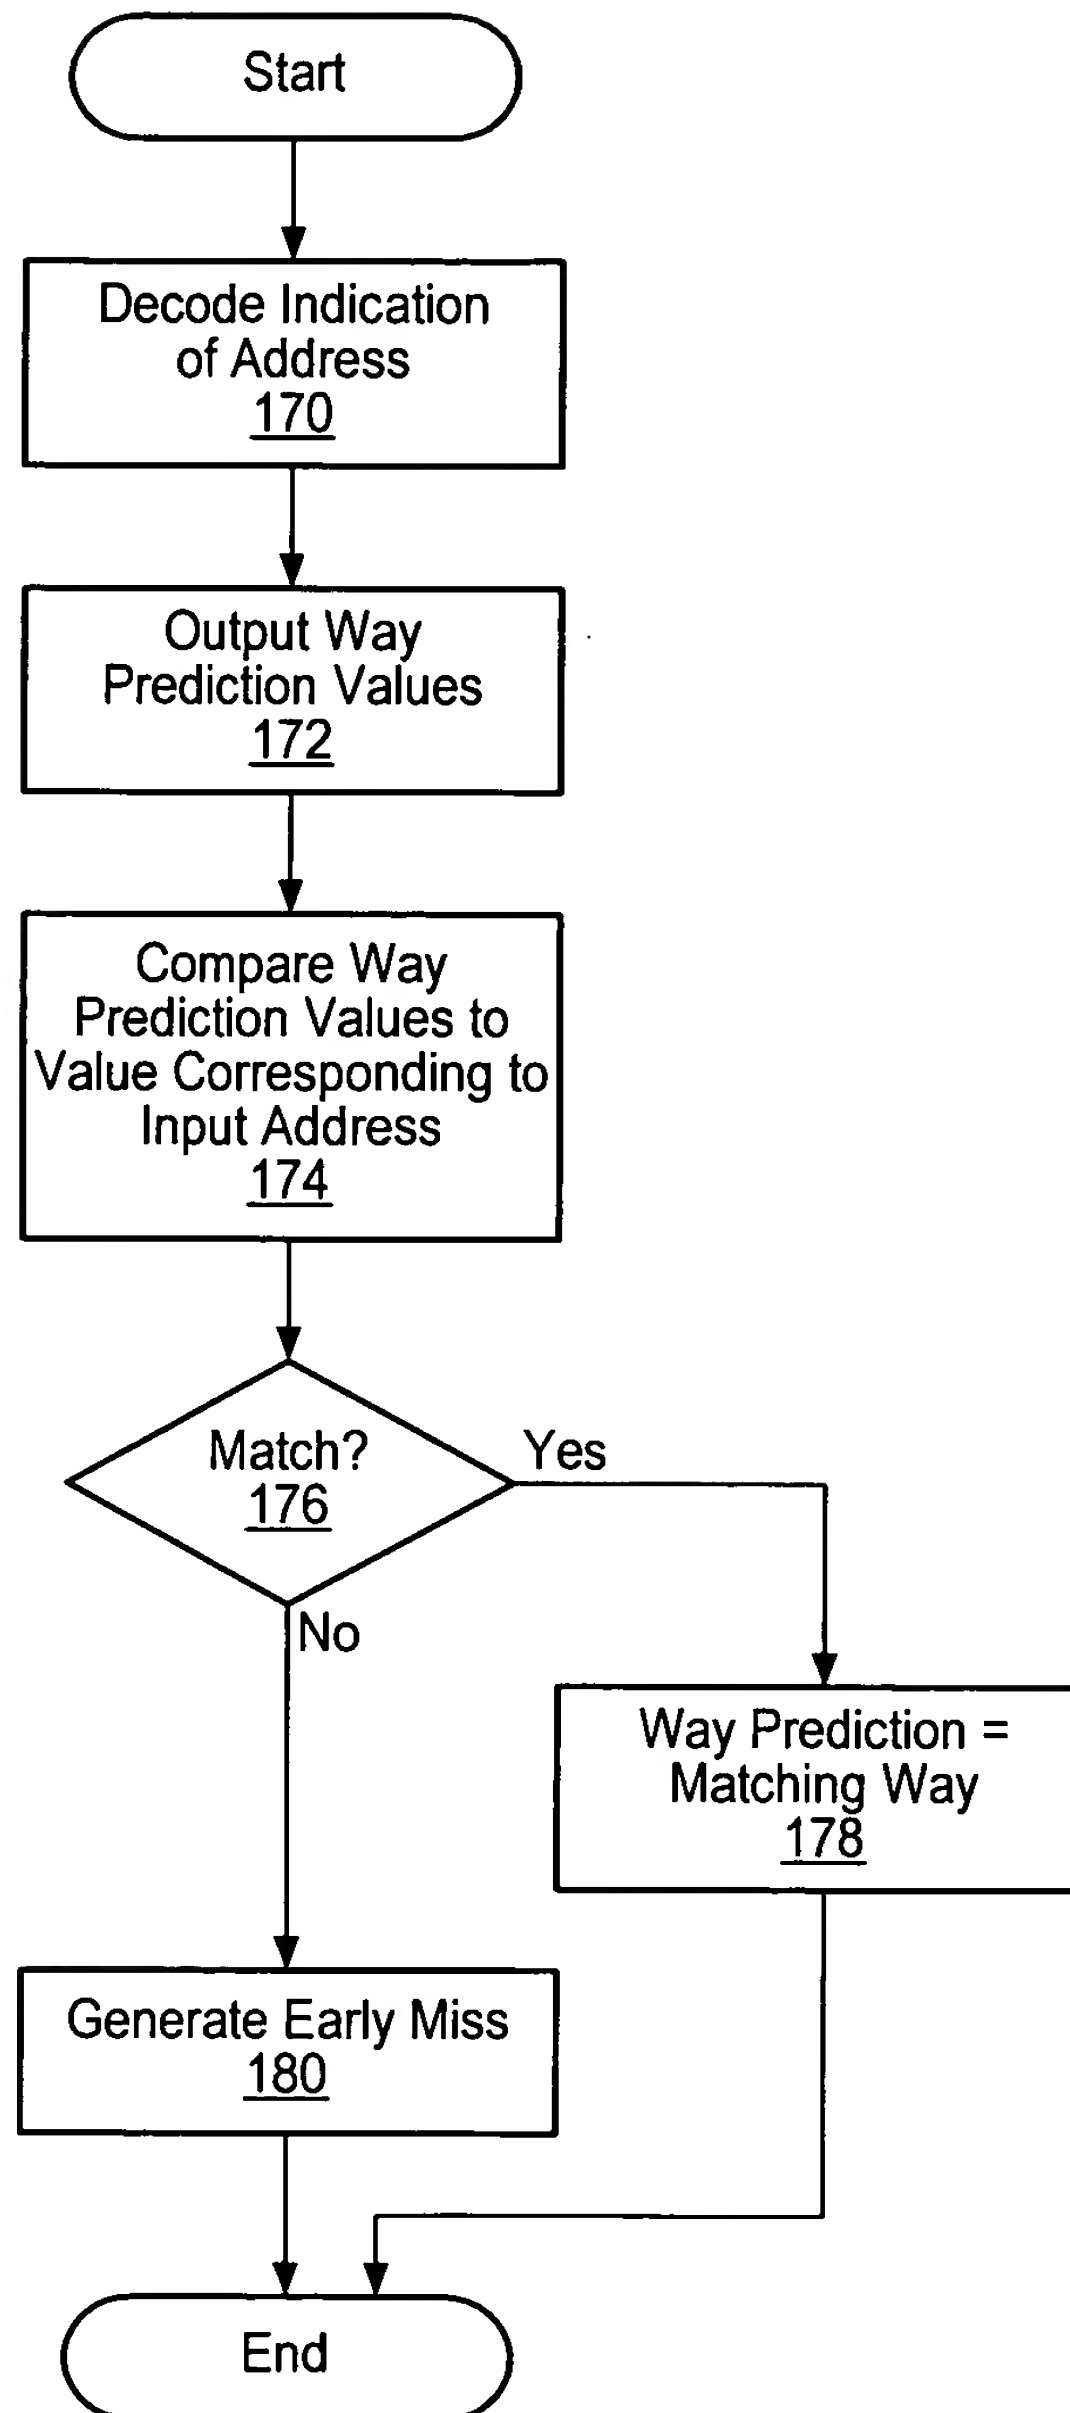 Start
Decode Indication
of Address
170
Output Way
Prediction Values
172
Compare Way
Prediction Values to
Value Corresponding to
Input Address
174
Match?
176
Yes
No
Way Prediction =
Matching Way
178
Generate Early Miss
180
End